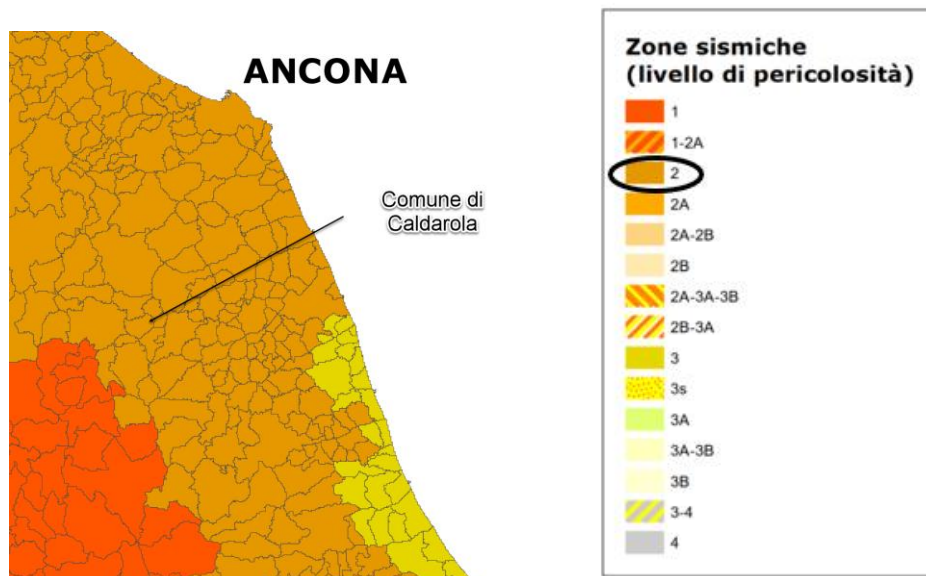 ANCONA
Comune di
Caldarola
Zone sismiche
(livello di pericolosità)
1
1-2A
2
2A
2A-2B
2B
2A-3A-3B
2B-3A
3
3s
3A
3A-3B
3B
3-4
4